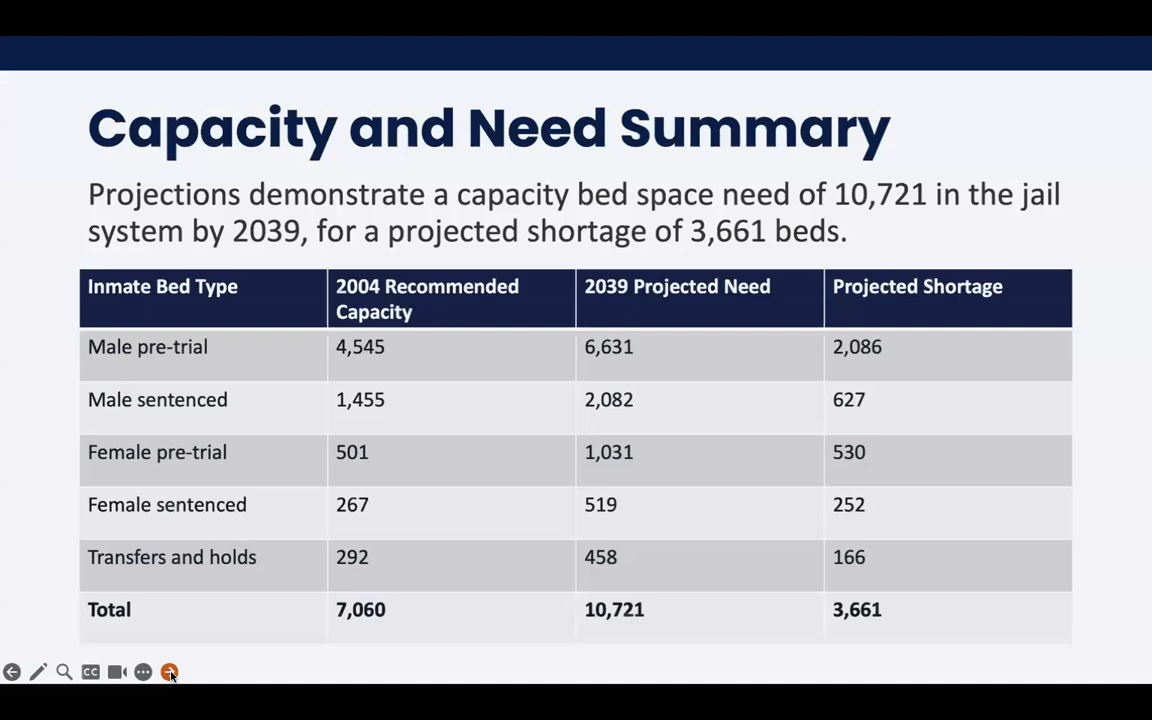 Capacity and Need Summary
Projections demonstrate a capacity bed space need of 10,721 in the jail
system by 2039, for a projected shortage of 3,661 beds.
Inmate Bed Type	2004 Recommended Capacity	2039 Projected Need	Projected Shortage
Male pre-trial	4,545	6,631	2,086
Male sentenced	1,455	2,082	627
Female pre-trial	501	1,031	530
Female sentenced	267	519	252
Transfers and holds	292	458	166
Total	7,060	10,721	3,661
CC